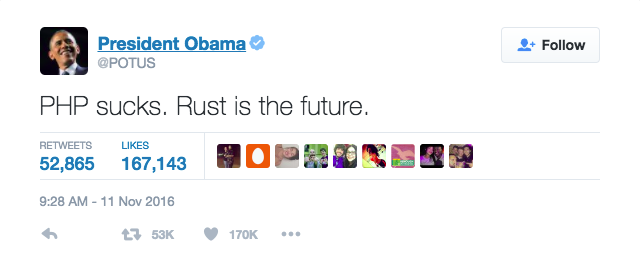 President Obama
@POTUS
Follow
PHP sucks. Rust is the future.
RETWEETS LIKES
52,865 167,143
9:28 AM - 11 Nov 2016
53K 170K